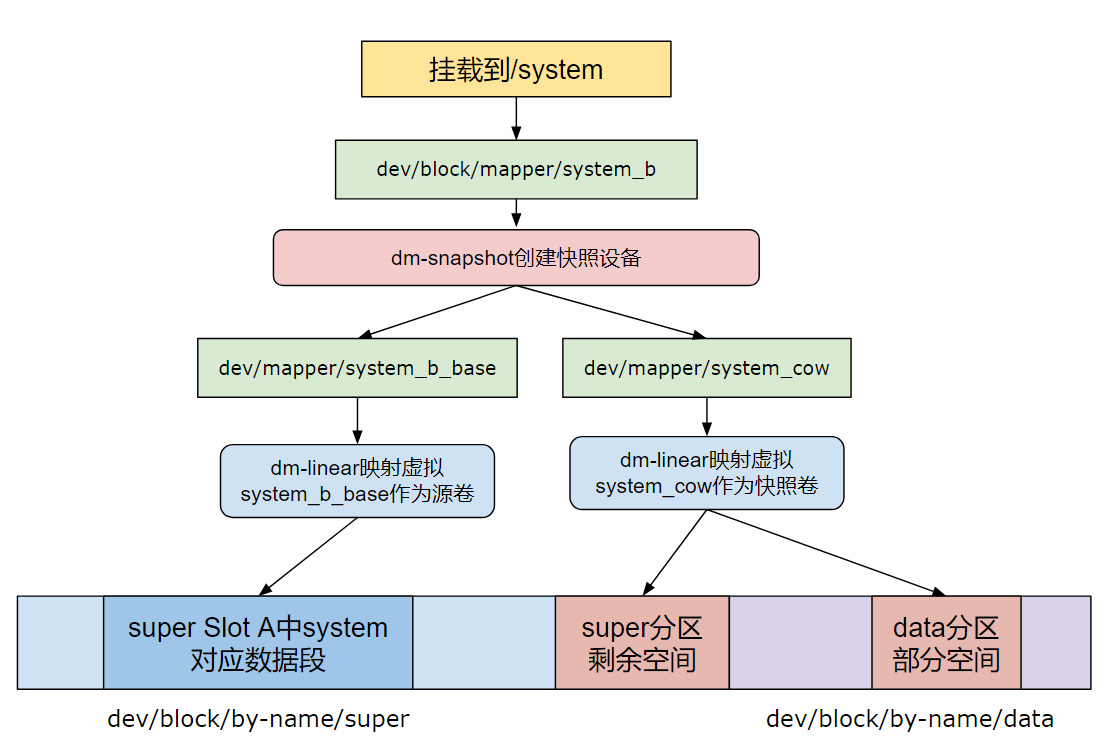 挂载到/system
dev/block/mapper/system_b
dm-snapshot创建快照设备
dev/mapper/system_b_base
dev/mapper/system_cow
dm-linear映射虚拟
system_b_base作为源卷
dm-linear映射虚拟
system_cow作为快照卷
super Slot A中system
对应数据段
super分区
剩余空间
data分区
部分空间
dev/block/by-name/super
dev/block/by-name/data